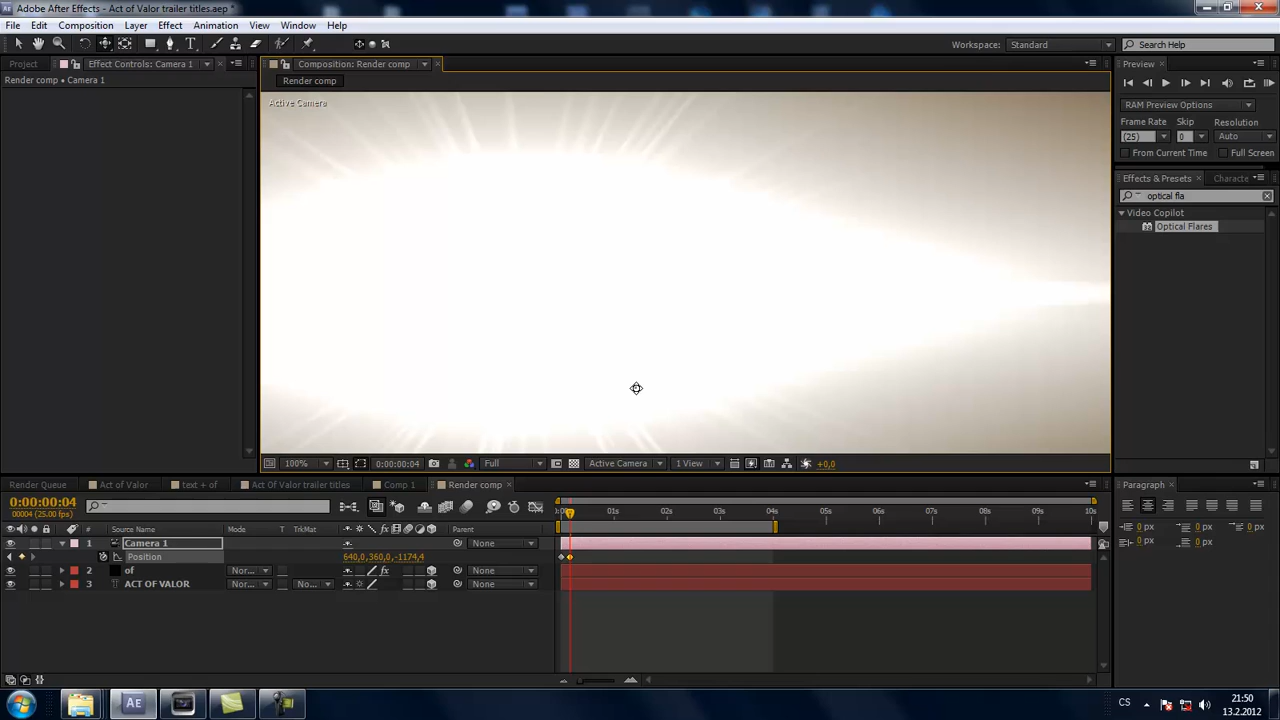 Adobe After Effects - Act of Valor trailer titles.aep *
File Edit Composition Layer Effect Animation View Window Help
Workspace: Standard Search Help
Project Effect Controls: Camera 1 Composition: Render comp Preview
Render comp • Camera 1 Render comp
Active Camera
RAM Preview Options
Frame Rate Skip Resolution
(25) 0 Auto
From Current Time Full Screen
Effects & Presets Characte
optical fla
Video Copilot
Optical Flares
100% 0:00:00:04 Full Active Camera 1 View +0,0
Render Queue Act of Valor text + of Act Of Valor trailer titles Comp 1 Render comp Paragraph
0:00:00:04
00004 (25.00 fps)
01s 02s 03s 04s 05s 06s 07s 08s 09s 10s
# Source Name Mode T TrkMat Parent
1 Camera 1 None
Position 640,0,360,0,-1174,4
2 of Nor... None
3 ACT OF VALOR Nor... No... None
0 px 0 px 0 px
0 px 0 px
AE
CS 21:50
13.2.2012